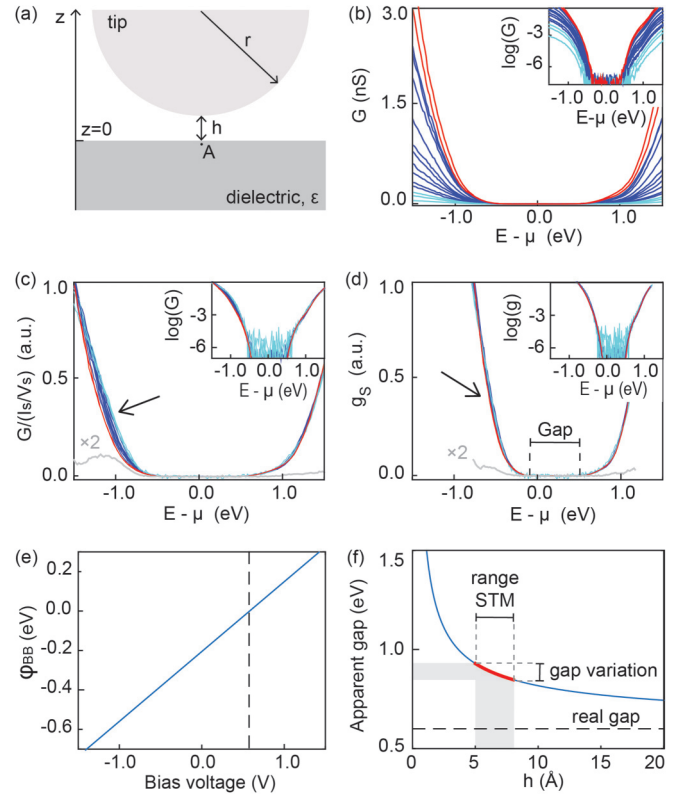 (a)
z
tip
r
h
z=0
A
dielectric, ε
(b)
3.0
1.5
0.0
G (nS)
-1.0
0.0
1.0
E - μ (eV)
log(G)
-3
-6
-1.0
0.0
1.0
E-μ (eV)
(c)
1.0
0.5
0.0
G/(Is/Vs) (a.u.)
×2
-1.0
0.0
1.0
E - μ (eV)
log(G)
-3
-6
-1.0
0.0
1.0
E - μ (eV)
(d)
1.0
0.5
0.0
gS (a.u.)
×2
Gap
-1.0
0.0
1.0
E - μ (eV)
log(g)
-3
-6
-1.0
0.0
1.0
E - μ (eV)
(e)
0.2
0.0
-0.2
-0.4
-0.6
φBB (eV)
-1.0
0.0
1.0
Bias voltage (V)
(f)
1.5
1.0
0.5
Apparent gap (eV)
range
STM
gap variation
real gap
0
5
10
15
20
h (Å)